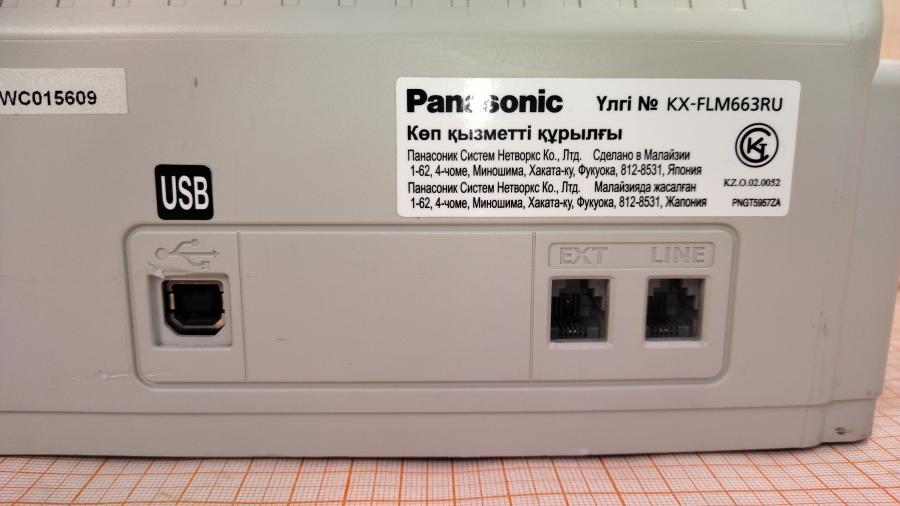 WC015609
Panasonic Үлгі № KX-FLM663RU
Көп қызметті құрылғы
Панасоник Систем Нетворкс Ко., Лтд. Сделано в Малайзии
1-62, 4-чоме, Миношима, Хаката-ку, Фукуока, 812-8531, Япония
Панасоник Систем Нетворкс Ко., Лтд. Малайзияда жасалған
1-62, 4-чоме, Миношима, Хаката-ку, Фукуока, 812-8531, Жапония
KZ.O.02.0052
PNGT5957ZA
USB
EXT LINE